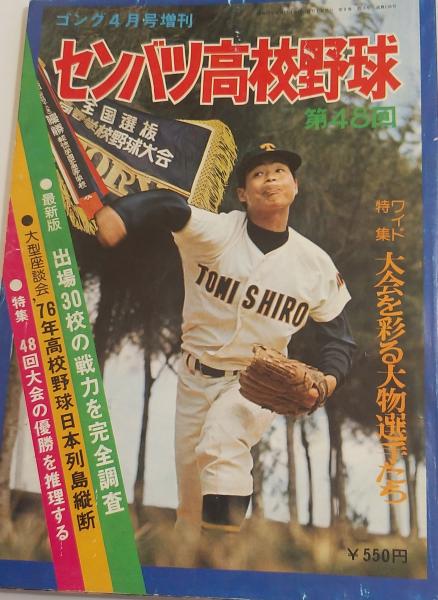 ゴング4月号増刊
センバツ高校野球
第48回
全国選抜
高等学校野球大会
TOMISHIRO
ワイド
特集
大会を彩る大物選手たち
●最新版
出場30校の戦力を完全調査
●大型座談会'76年高校野球日本列島縦断
●特集 48回大会の優勝を推理する
¥550円